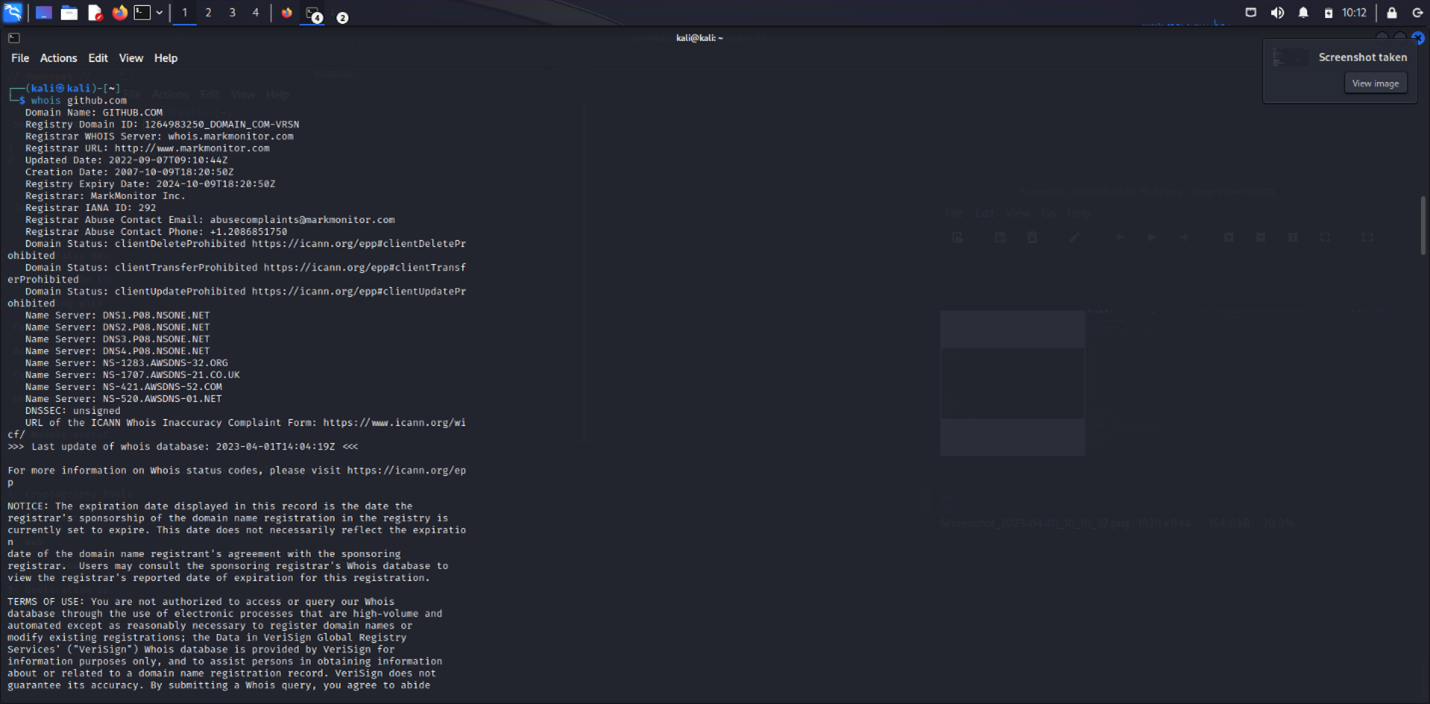 1 2 3 4 4 2 10:12
kali@kali: ~
File Actions Edit View Help
Screenshot taken
View image
┌──(kali㉿kali)-[~]
└─$ whois github.com
   Domain Name: GITHUB.COM
   Registry Domain ID: 1264983250_DOMAIN_COM-VRSN
   Registrar WHOIS Server: whois.markmonitor.com
   Registrar URL: http://www.markmonitor.com
   Updated Date: 2022-09-07T09:10:44Z
   Creation Date: 2007-10-09T18:20:50Z
   Registry Expiry Date: 2024-10-09T18:20:50Z
   Registrar: MarkMonitor Inc.
   Registrar IANA ID: 292
   Registrar Abuse Contact Email: abusecomplaints@markmonitor.com
   Registrar Abuse Contact Phone: +1.2086851750
   Domain Status: clientDeleteProhibited https://icann.org/epp#clientDeletePr
ohibited
   Domain Status: clientTransferProhibited https://icann.org/epp#clientTransf
erProhibited
   Domain Status: clientUpdateProhibited https://icann.org/epp#clientUpdatePr
ohibited
   Name Server: DNS1.P08.NSONE.NET
   Name Server: DNS2.P08.NSONE.NET
   Name Server: DNS3.P08.NSONE.NET
   Name Server: DNS4.P08.NSONE.NET
   Name Server: NS-1283.AWSDNS-32.ORG
   Name Server: NS-1707.AWSDNS-21.CO.UK
   Name Server: NS-421.AWSDNS-52.COM
   Name Server: NS-520.AWSDNS-01.NET
   DNSSEC: unsigned
   URL of the ICANN Whois Inaccuracy Complaint Form: https://www.icann.org/wi
cf/
>>> Last update of whois database: 2023-04-01T14:04:19Z <<<
For more information on Whois status codes, please visit https://icann.org/ep
p
NOTICE: The expiration date displayed in this record is the date the
registrar's sponsorship of the domain name registration in the registry is
currently set to expire. This date does not necessarily reflect the expiratio
n
date of the domain name registrant's agreement with the sponsoring
registrar.  Users may consult the sponsoring registrar's Whois database to
view the registrar's reported date of expiration for this registration.
TERMS OF USE: You are not authorized to access or query our Whois
database through the use of electronic processes that are high-volume and
automated except as reasonably necessary to register domain names or
modify existing registrations; the Data in VeriSign Global Registry
Services' ("VeriSign") Whois database is provided by VeriSign for
information purposes only, and to assist persons in obtaining information
about or related to a domain name registration record. VeriSign does not
guarantee its accuracy. By submitting a Whois query, you agree to abide
File Edit View Go Help